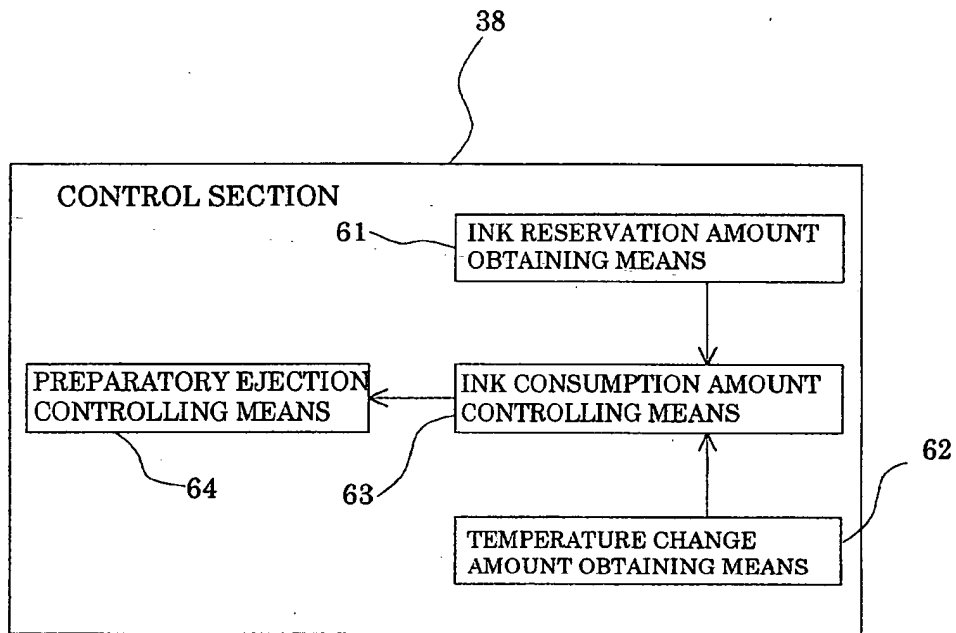 38
CONTROL SECTION
61
INK RESERVATION AMOUNT
OBTAINING MEANS
PREPARATORY EJECTION
CONTROLLING MEANS
INK CONSUMPTION AMOUNT
CONTROLLING MEANS
62
64
63
TEMPERATURE CHANGE
AMOUNT OBTAINING MEANS